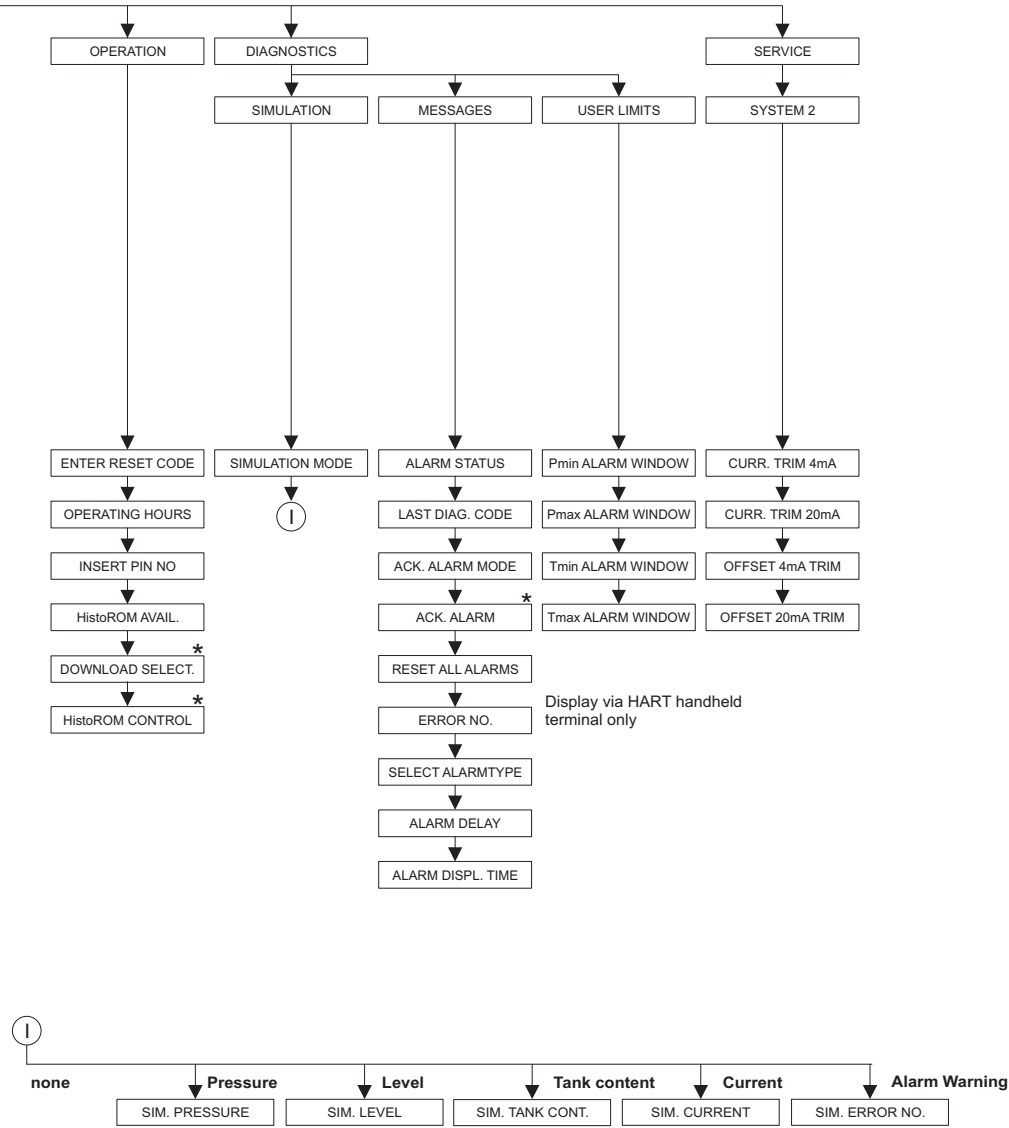 OPERATION
DIAGNOSTICS
SERVICE
SIMULATION
MESSAGES
USER LIMITS
SYSTEM 2
ENTER RESET CODE
SIMULATION MODE
ALARM STATUS
Pmin ALARM WINDOW
CURR. TRIM 4mA
OPERATING HOURS
I
LAST DIAG. CODE
Pmax ALARM WINDOW
CURR. TRIM 20mA
INSERT PIN NO
ACK. ALARM MODE
Tmin ALARM WINDOW
OFFSET 4mA TRIM
HistoROM AVAIL.
*
ACK. ALARM
Tmax ALARM WINDOW
OFFSET 20mA TRIM
*
DOWNLOAD SELECT.
RESET ALL ALARMS
*
HistoROM CONTROL
ERROR NO.
Display via HART handheld
terminal only
SELECT ALARMTYPE
ALARM DELAY
ALARM DISPL. TIME
I
none
Pressure
Level
Tank content
Current
Alarm Warning
SIM. PRESSURE
SIM. LEVEL
SIM. TANK CONT.
SIM. CURRENT
SIM. ERROR NO.